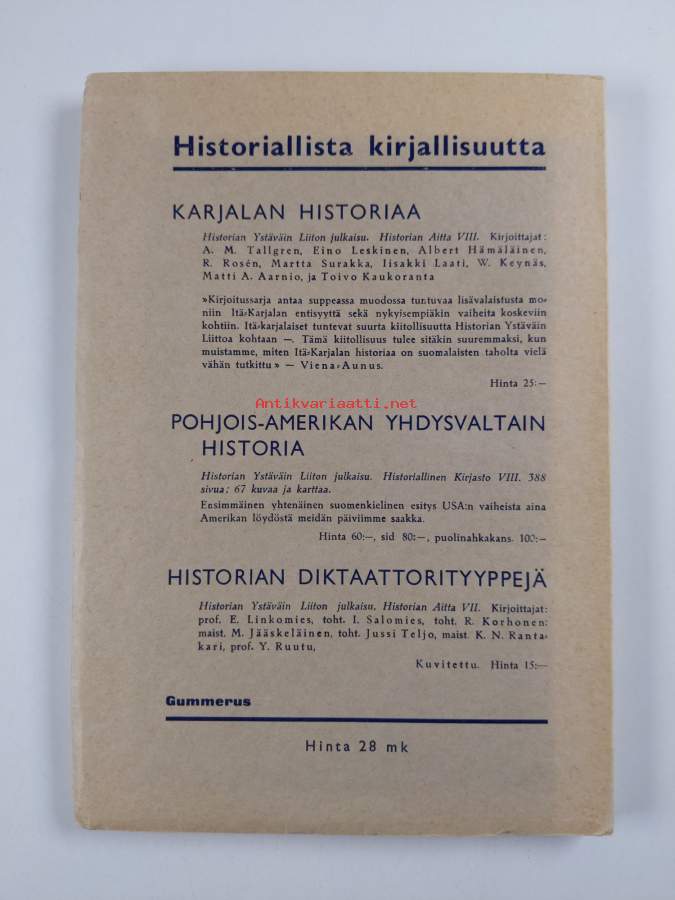 Historiallista kirjallisuutta
KARJALAN HISTORIAA
Historian Ystäväin Liiton julkaisu. Historian Aitta VIII. Kirjoittajat:
A. M. Tallgren, Eino Leskinen, Albert Hämäläinen,
R. Rosén, Martta Surakka, Iisakki Laati, W. Keynäs,
Matti A. Aarnio, ja Toivo Kaukoranta
»Kirjoitussarja antaa suppeassa muodossa tuntuvaa lisävalaistusta mo-
niin Itä-Karjalan entisyyttä sekä nykyisempiäkin vaiheita koskeviin
kohtiin. Itä-karjalaiset tuntevat suurta kiitollisuutta Historian Ystäväin
Liittoa kohtaan —. Tämä kiitollisuus tulee sitäkin suuremmaksi, kun
muistamme, miten Itä-Karjalan historiaa on suomalaisten taholta vielä
vähän tutkittu» — Viena-Aunus.
Hinta 25:—
Antikvariaatti.net
POHJOIS-AMERIKAN YHDYSVALTAIN
HISTORIA
Historian Ystäväin Liiton julkaisu. Historiallinen Kirjasto VIII. 388
sivua; 67 kuvaa ja karttaa.
Ensimmäinen yhtenäinen suomenkielinen esitys USA:n vaiheista aina
Amerikan löydöstä meidän päiviimme saakka.
Hinta 60:—, sid 80:—, puolinahkakans. 100:—
HISTORIAN DIKTAATTORITYYPPEJÄ
Historian Ystäväin Liiton julkaisu. Historian Aitta VII. Kirjoittajat:
prof. E. Linkomies, toht. I. Salomies, toht. R. Korhonen;
maist. M. Jääskeläinen, toht. Jussi Teljo, maist. K. N. Ranta-
kari, prof. Y. Ruutu,
Kuvitettu. Hinta 15:—
Gummerus
Hinta 28 mk